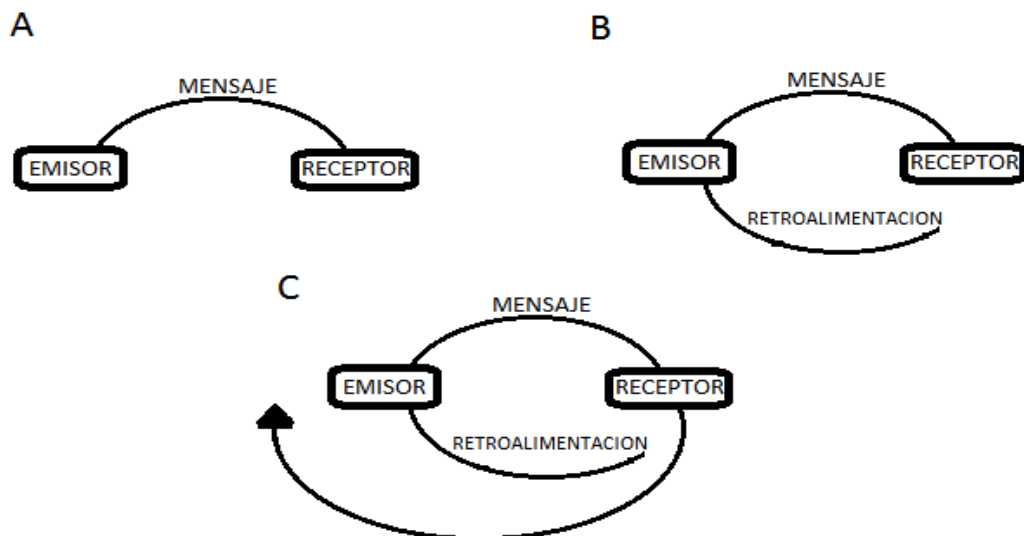 A
MENSAJE
EMISOR
RECEPTOR
B
MENSAJE
EMISOR
RECEPTOR
RETROALIMENTACION
C
MENSAJE
EMISOR
RECEPTOR
RETROALIMENTACION